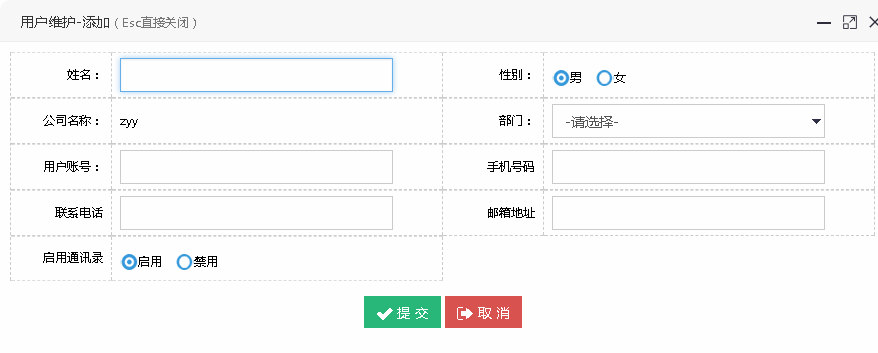 用户维护-添加 ( Esc直接关闭 )
姓名：
性别： 男 女
公司名称： zyy
部门： -请选择-
用户账号：
手机号码
联系电话
邮箱地址
启用通讯录 启用 禁用
提 交 取 消